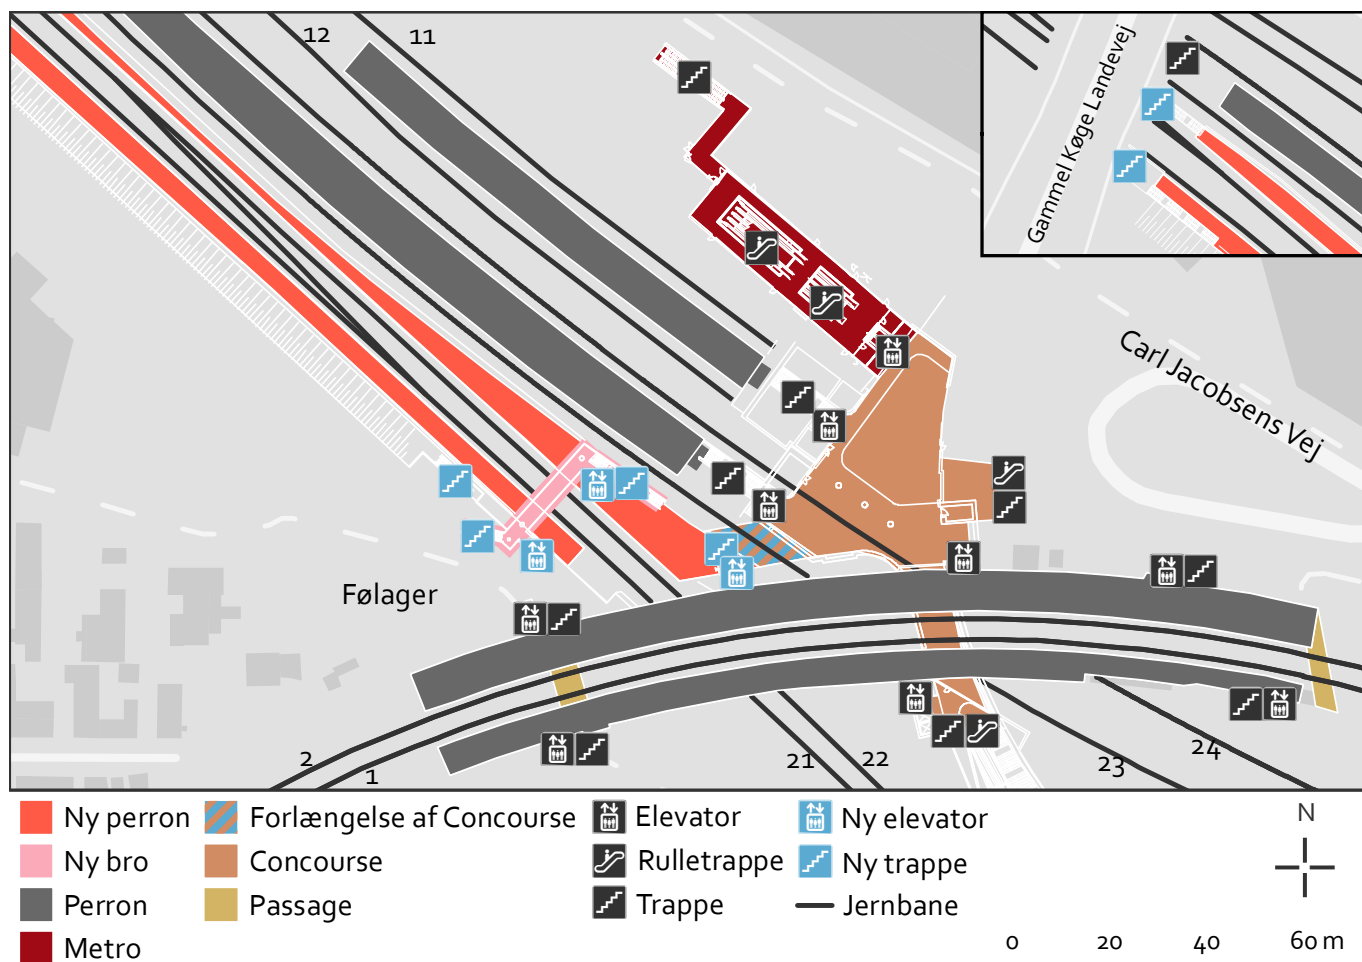 12
11
Gammel Køge Landevej
Carl Jacobsens Vej
Følager
2
1
21
22
23
24
Ny perron
Forlængelse af Concourse
Elevator
Ny elevator
N
Ny bro
Concourse
Rulletrappe
Ny trappe
Perron
Passage
Trappe
Jernbane
Metro
0 20 40 60 m